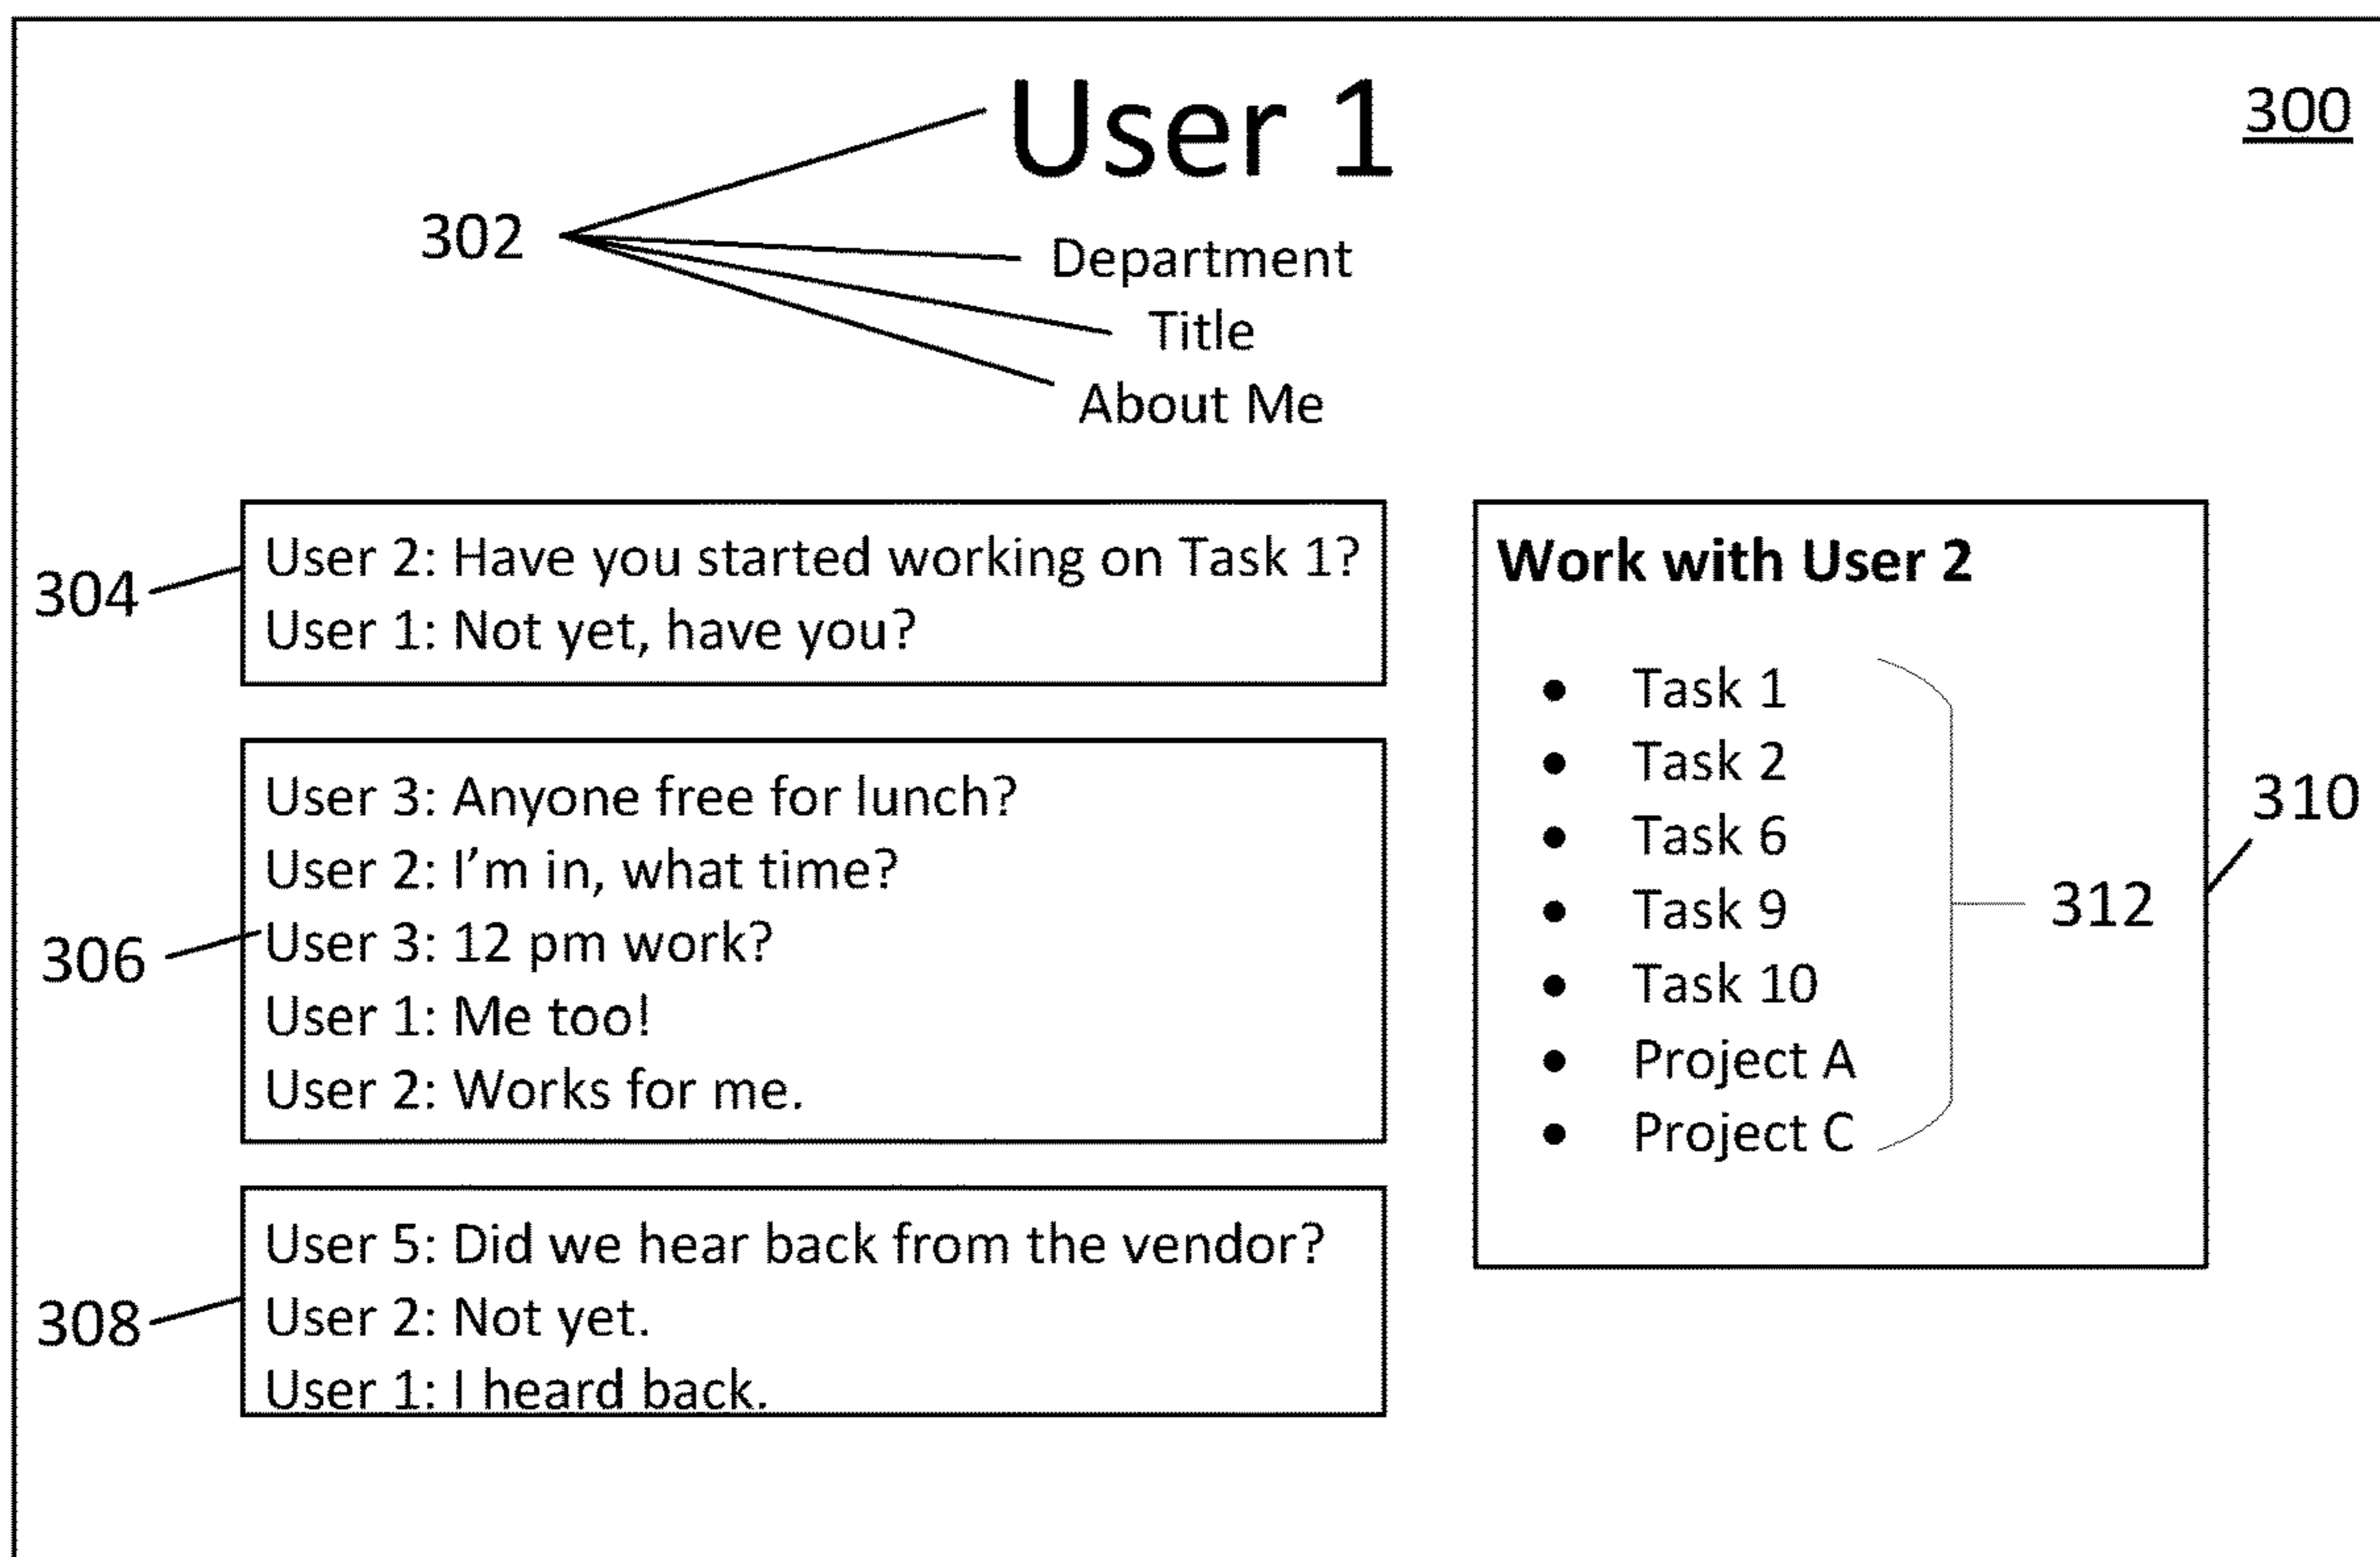 User 1
300
302
Department
Title
About Me
304
User 2: Have you started working on Task 1?
User 1: Not yet, have you?
306
User 3: Anyone free for lunch?
User 2: I'm in, what time?
User 3: 12 pm work?
User 1: Me too!
User 2: Works for me.
308
User 5: Did we hear back from the vendor?
User 2: Not yet.
User 1: I heard back.
Work with User 2
• Task 1
• Task 2
• Task 6
• Task 9
• Task 10
• Project A
• Project C
312
310